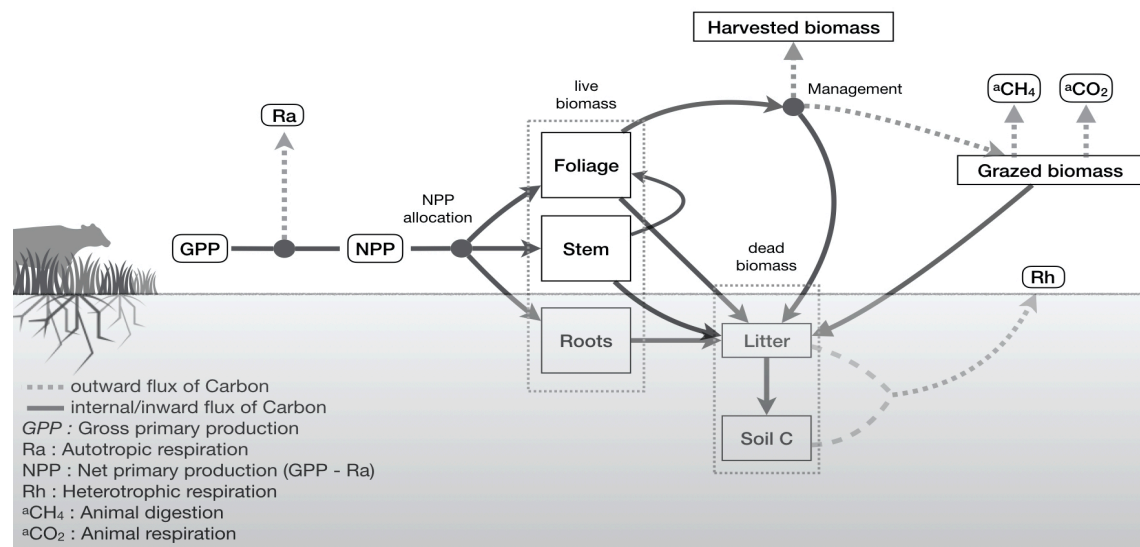 Harvested biomass
live
biomass
Management
ᵃCH₄
ᵃCO₂
Ra
Foliage
Grazed biomass
NPP
allocation
GPP
NPP
Stem
dead
biomass
Rh
Roots
Litter
Soil C
outward flux of Carbon
internal/inward flux of Carbon
GPP : Gross primary production
Ra : Autotropic respiration
NPP : Net primary production (GPP - Ra)
Rh : Heterotrophic respiration
ᵃCH₄ : Animal digestion
ᵃCO₂ : Animal respiration